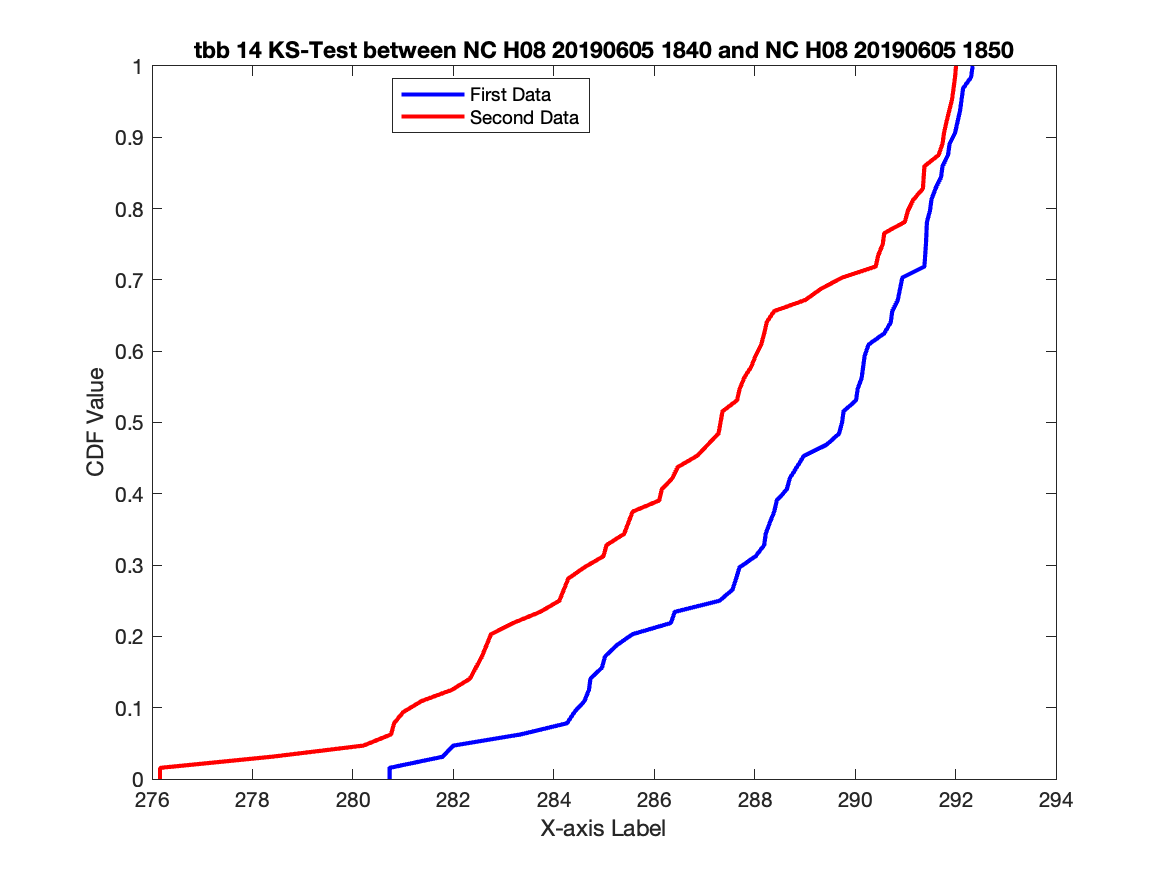 tbb 14 KS-Test between NC H08 20190605 1840 and NC H08 20190605 1850
First Data
Second Data
1
0.9
0.8
0.7
0.6
0.5
0.4
0.3
0.2
0.1
0
CDF Value
276 278 280 282 284 286 288 290 292 294
X-axis Label